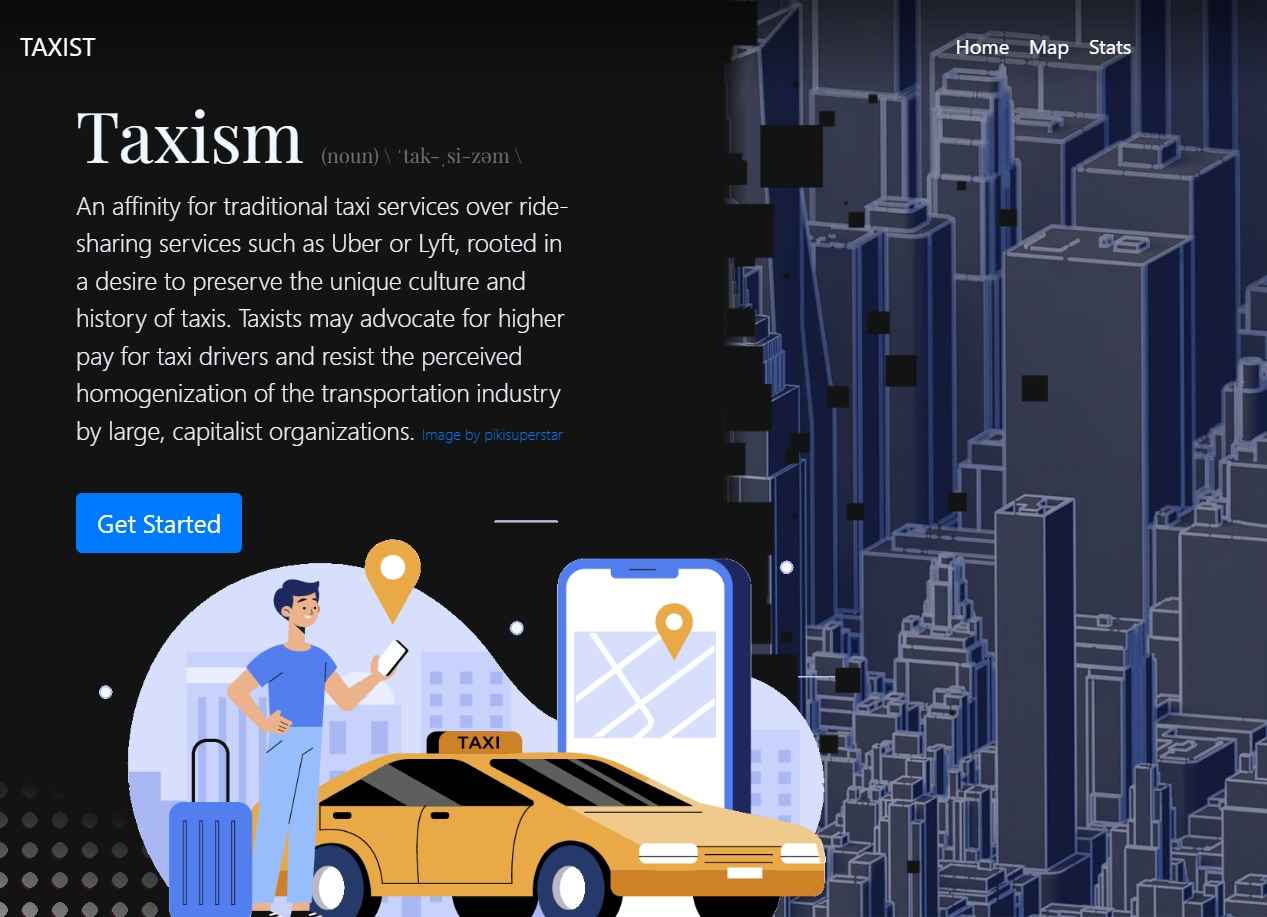 TAXIST
Home Map Stats
Taxism (noun) \ ˈtak-ˌsi-zəm \
An affinity for traditional taxi services over ride-
sharing services such as Uber or Lyft, rooted in
a desire to preserve the unique culture and
history of taxis. Taxists may advocate for higher
pay for taxi drivers and resist the perceived
homogenization of the transportation industry
by large, capitalist organizations. Image by pikisuperstar
Get Started
TAXI